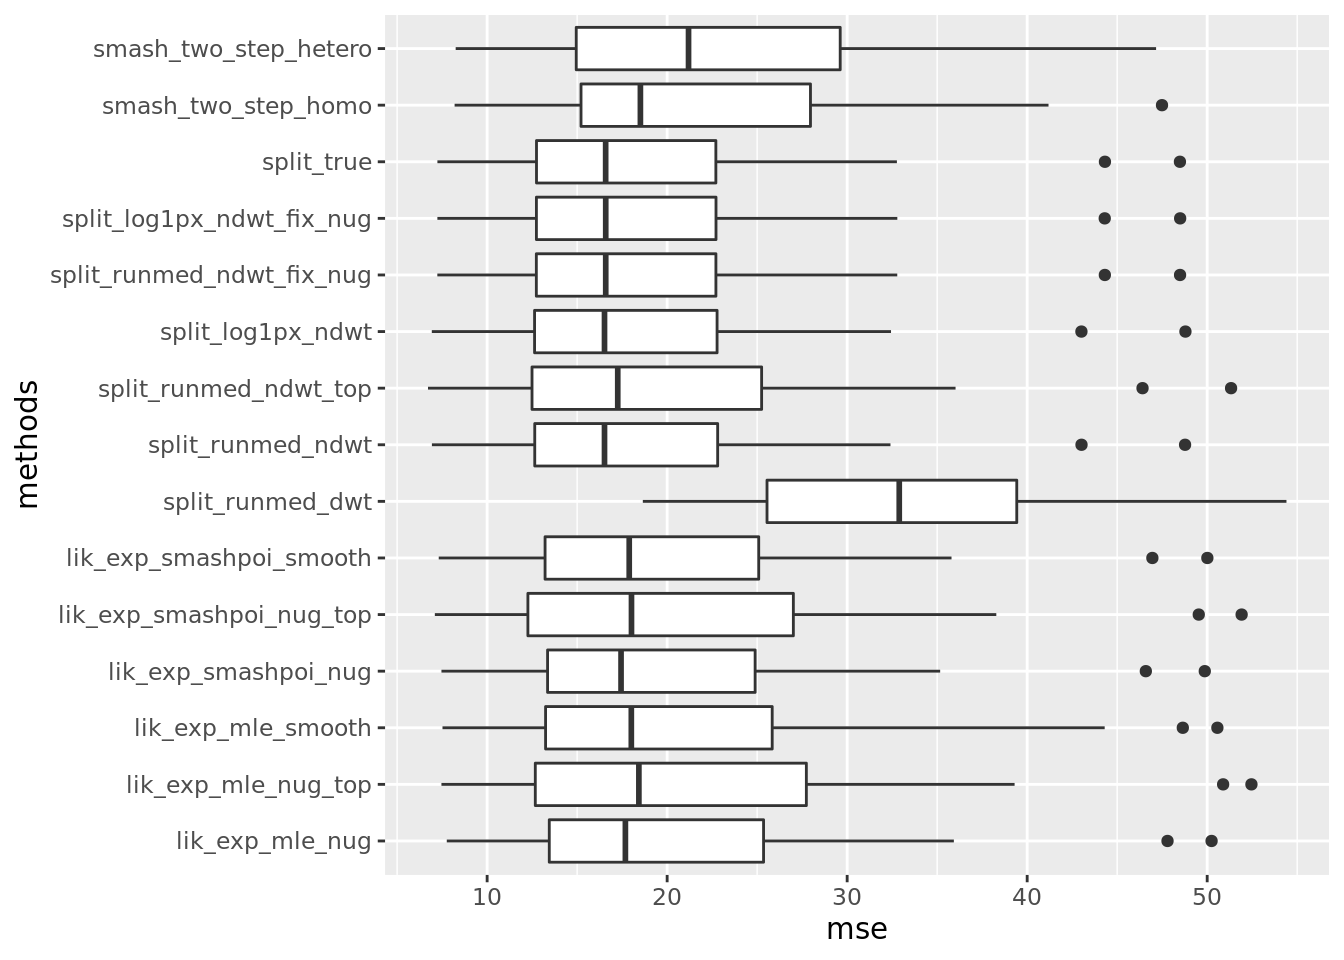 smash_two_step_hetero
smash_two_step_homo
split_true
split_log1px_ndwt_fix_nug
split_runmed_ndwt_fix_nug
split_log1px_ndwt
split_runmed_ndwt_top
split_runmed_ndwt
split_runmed_dwt
lik_exp_smashpoi_smooth
lik_exp_smashpoi_nug_top
lik_exp_smashpoi_nug
lik_exp_mle_smooth
lik_exp_mle_nug_top
lik_exp_mle_nug
methods
10 20 30 40 50
mse